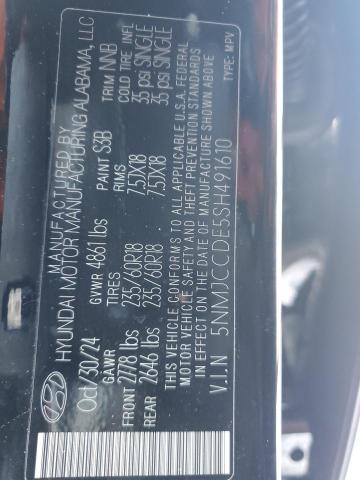 MANUFACTURED BY
HYUNDAI MOTOR MANUFACTURING ALABAMA, LLC
Oct/30/24 GVWR 4861 lbs PAINT S3B TRIM NNB
GAWR TIRES RIMS COLD TIRE INFL
FRONT 2778 lbs 235/60R18 7.5JX18 35 psi SINGLE
REAR 2646 lbs 235/60R18 7.5JX18 35 psi SINGLE
THIS VEHICLE CONFORMS TO ALL APPLICABLE U.S.A. FEDERAL
MOTOR VEHICLE SAFETY AND THEFT PREVENTION STANDARDS
IN EFFECT ON THE DATE OF MANUFACTURE SHOWN ABOVE.
V.I.N 5NMJCCDE5SH491610 TYPE: MPV